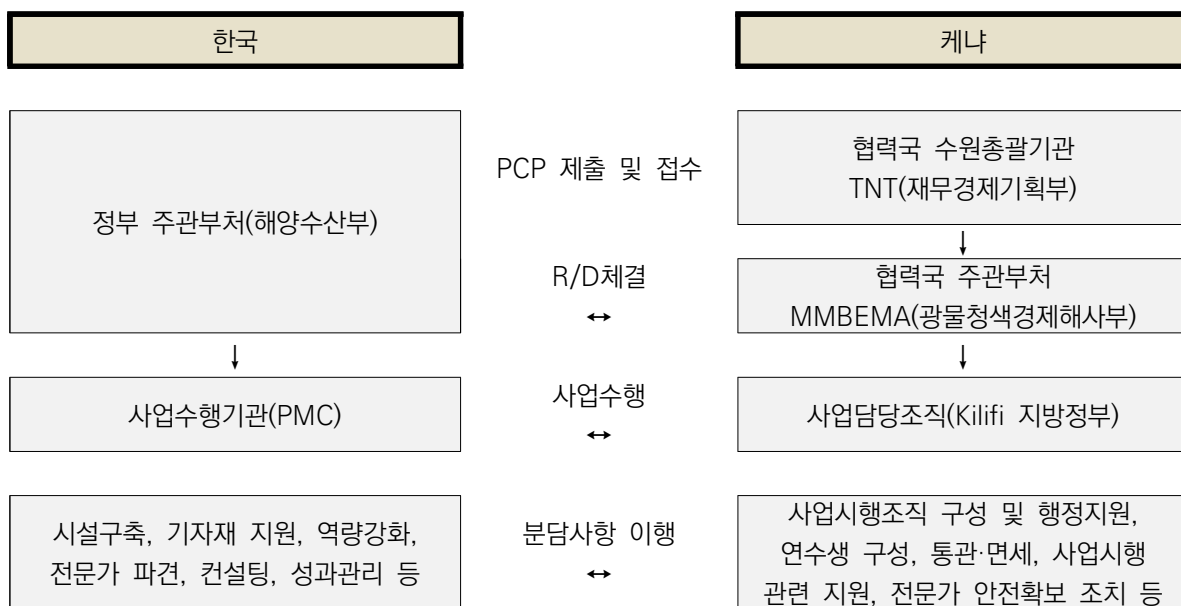 한국
케냐
정부 주관부처(해양수산부)
PCP 제출 및 접수
협력국 수원총괄기관
TNT(재무경제기획부)
R/D체결
↔
협력국 주관부처
MMBEMA(광물청색경제해사부)
사업수행기관(PMC)
사업수행
↔
사업담당조직(Kilifi 지방정부)
시설구축, 기자재 지원, 역량강화,
전문가 파견, 컨설팅, 성과관리 등
분담사항 이행
↔
사업시행조직 구성 및 행정지원,
연수생 구성, 통관·면세, 사업시행
관련 지원, 전문가 안전확보 조치 등